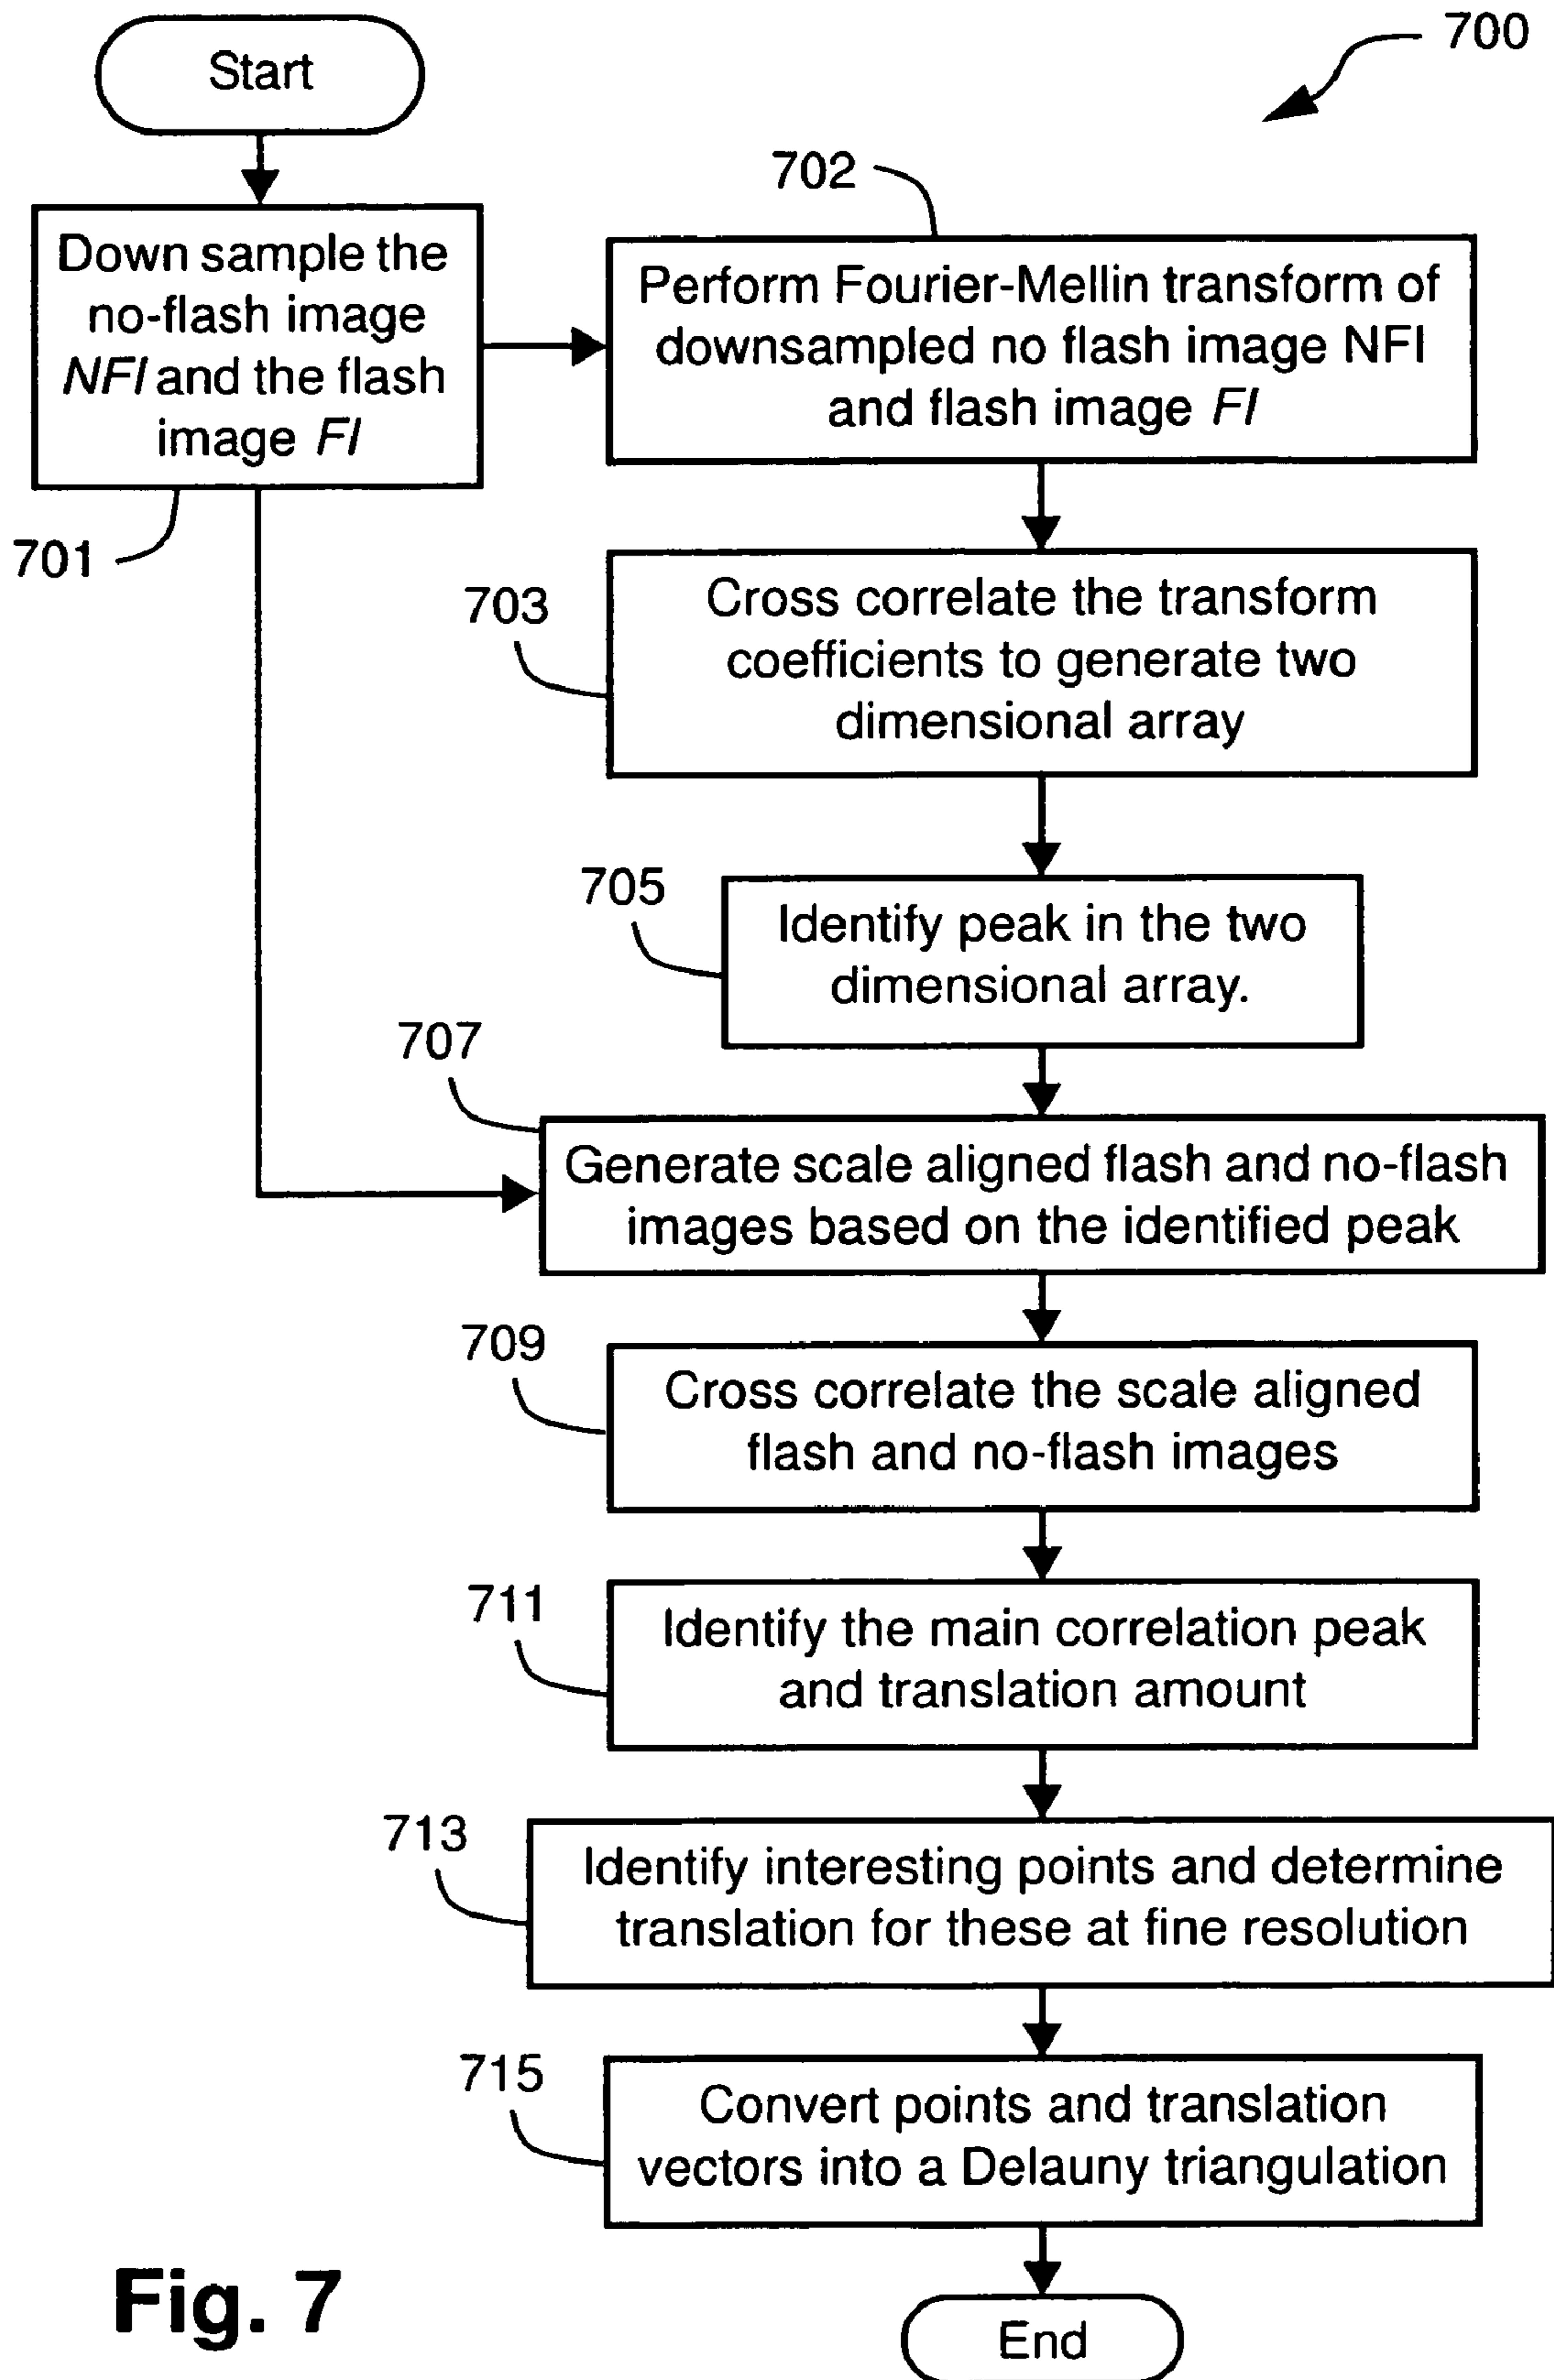 Start
700
Down sample the
no-flash image
NFI and the flash
image FI
701
702
Perform Fourier-Mellin transform of
downsampled no flash image NFI
and flash image FI
703
Cross correlate the transform
coefficients to generate two
dimensional array
705
Identify peak in the two
dimensional array.
707
Generate scale aligned flash and no-flash
images based on the identified peak
709
Cross correlate the scale aligned
flash and no-flash images
711
Identify the main correlation peak
and translation amount
713
Identify interesting points and determine
translation for these at fine resolution
715
Convert points and translation
vectors into a Delauny triangulation
End
Fig. 7